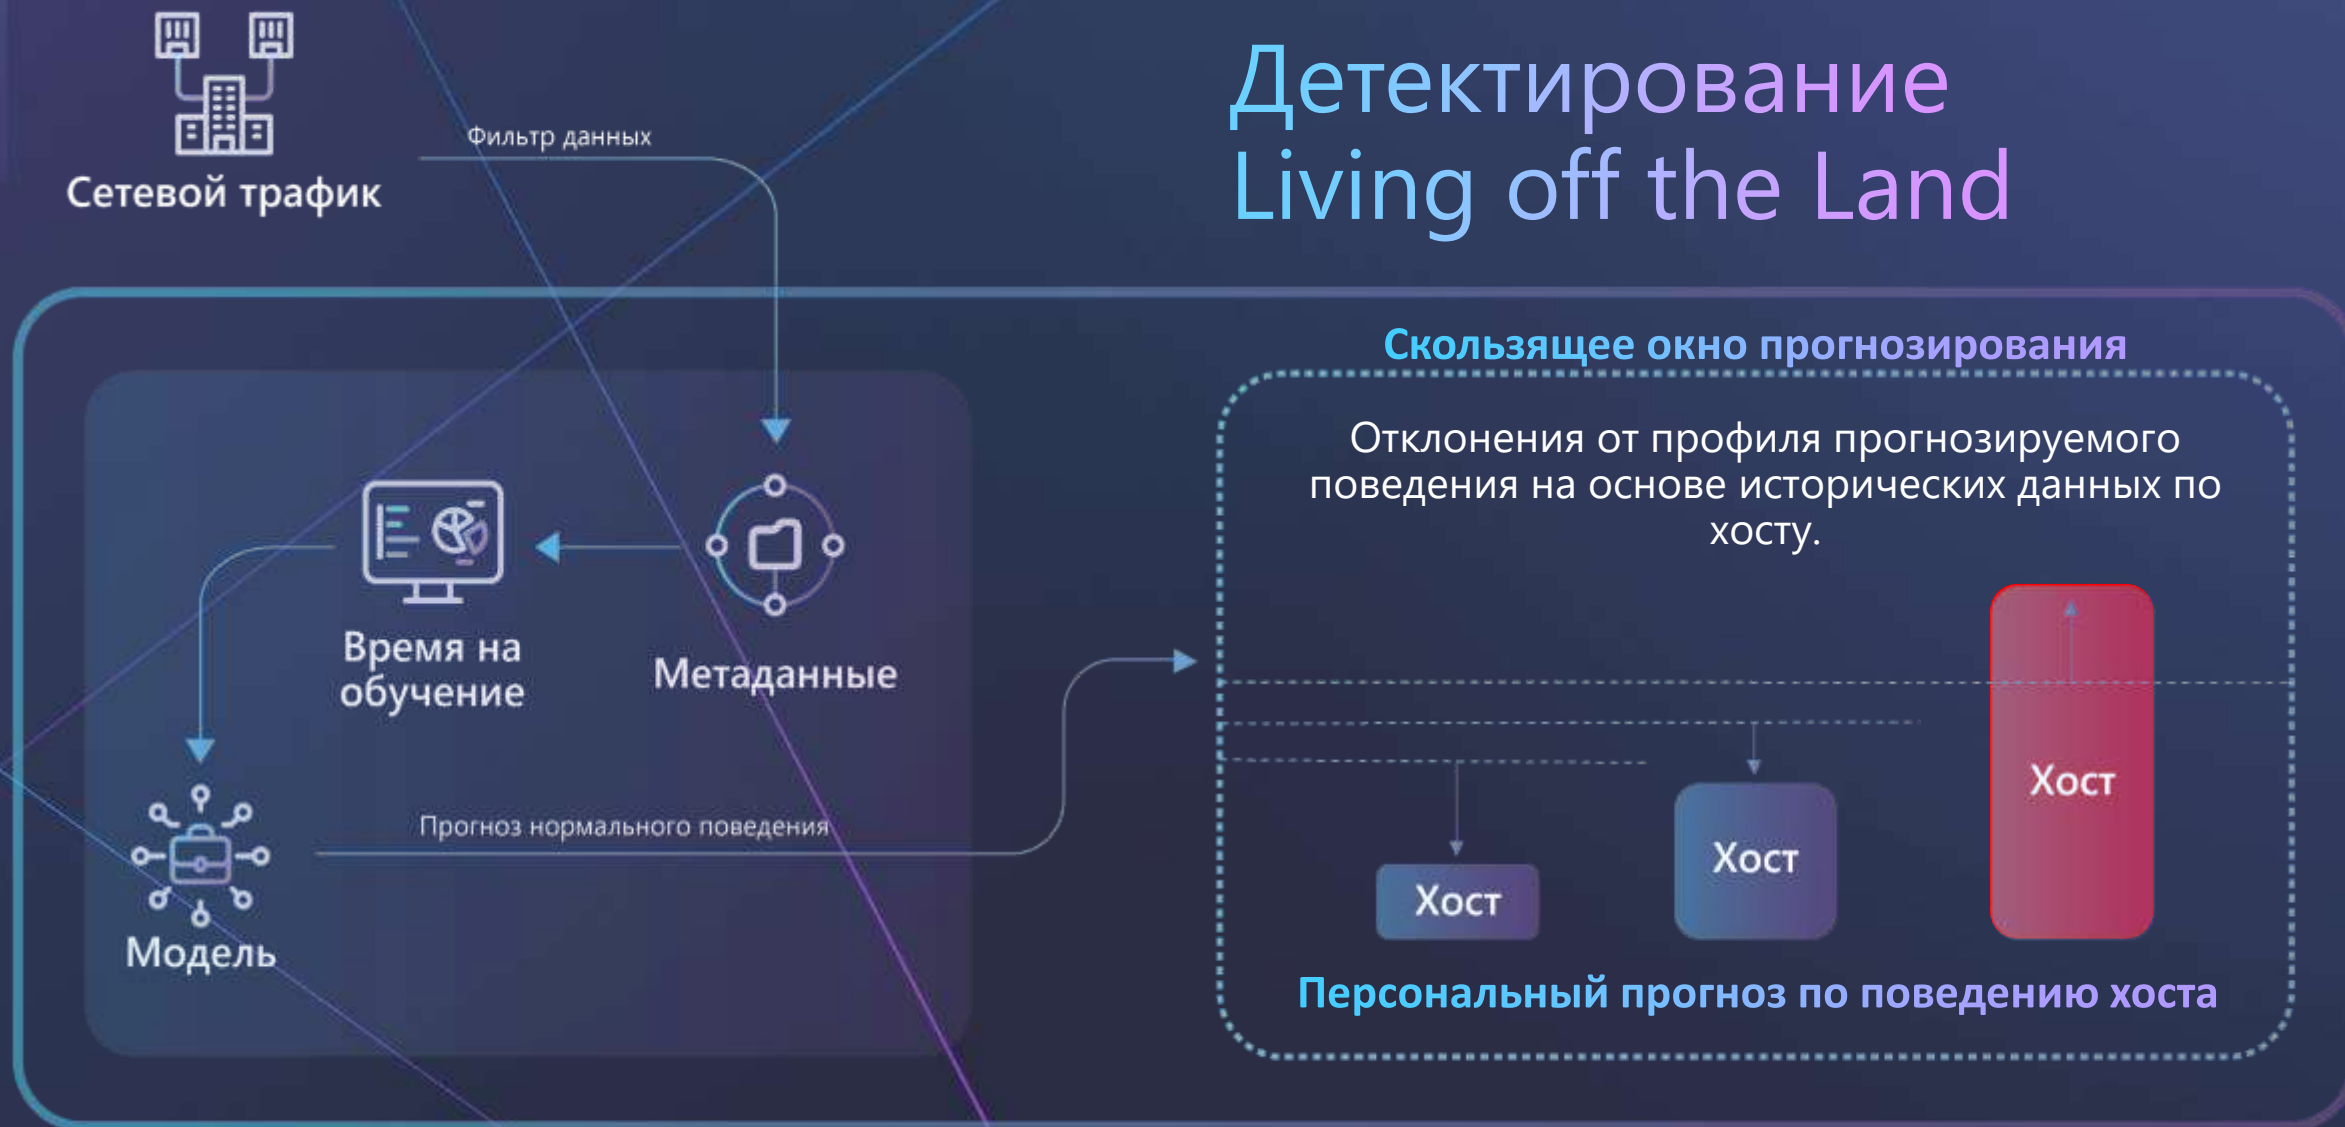 Детектирование
Living off the Land
Сетевой трафик
Фильтр данных
Метаданные
Время на
обучение
Модель
Прогноз нормального поведения
Скользящее окно прогнозирования
Отклонения от профиля прогнозируемого
поведения на основе исторических данных по
хосту.
Хост
Хост
Хост
Персональный прогноз по поведению хоста